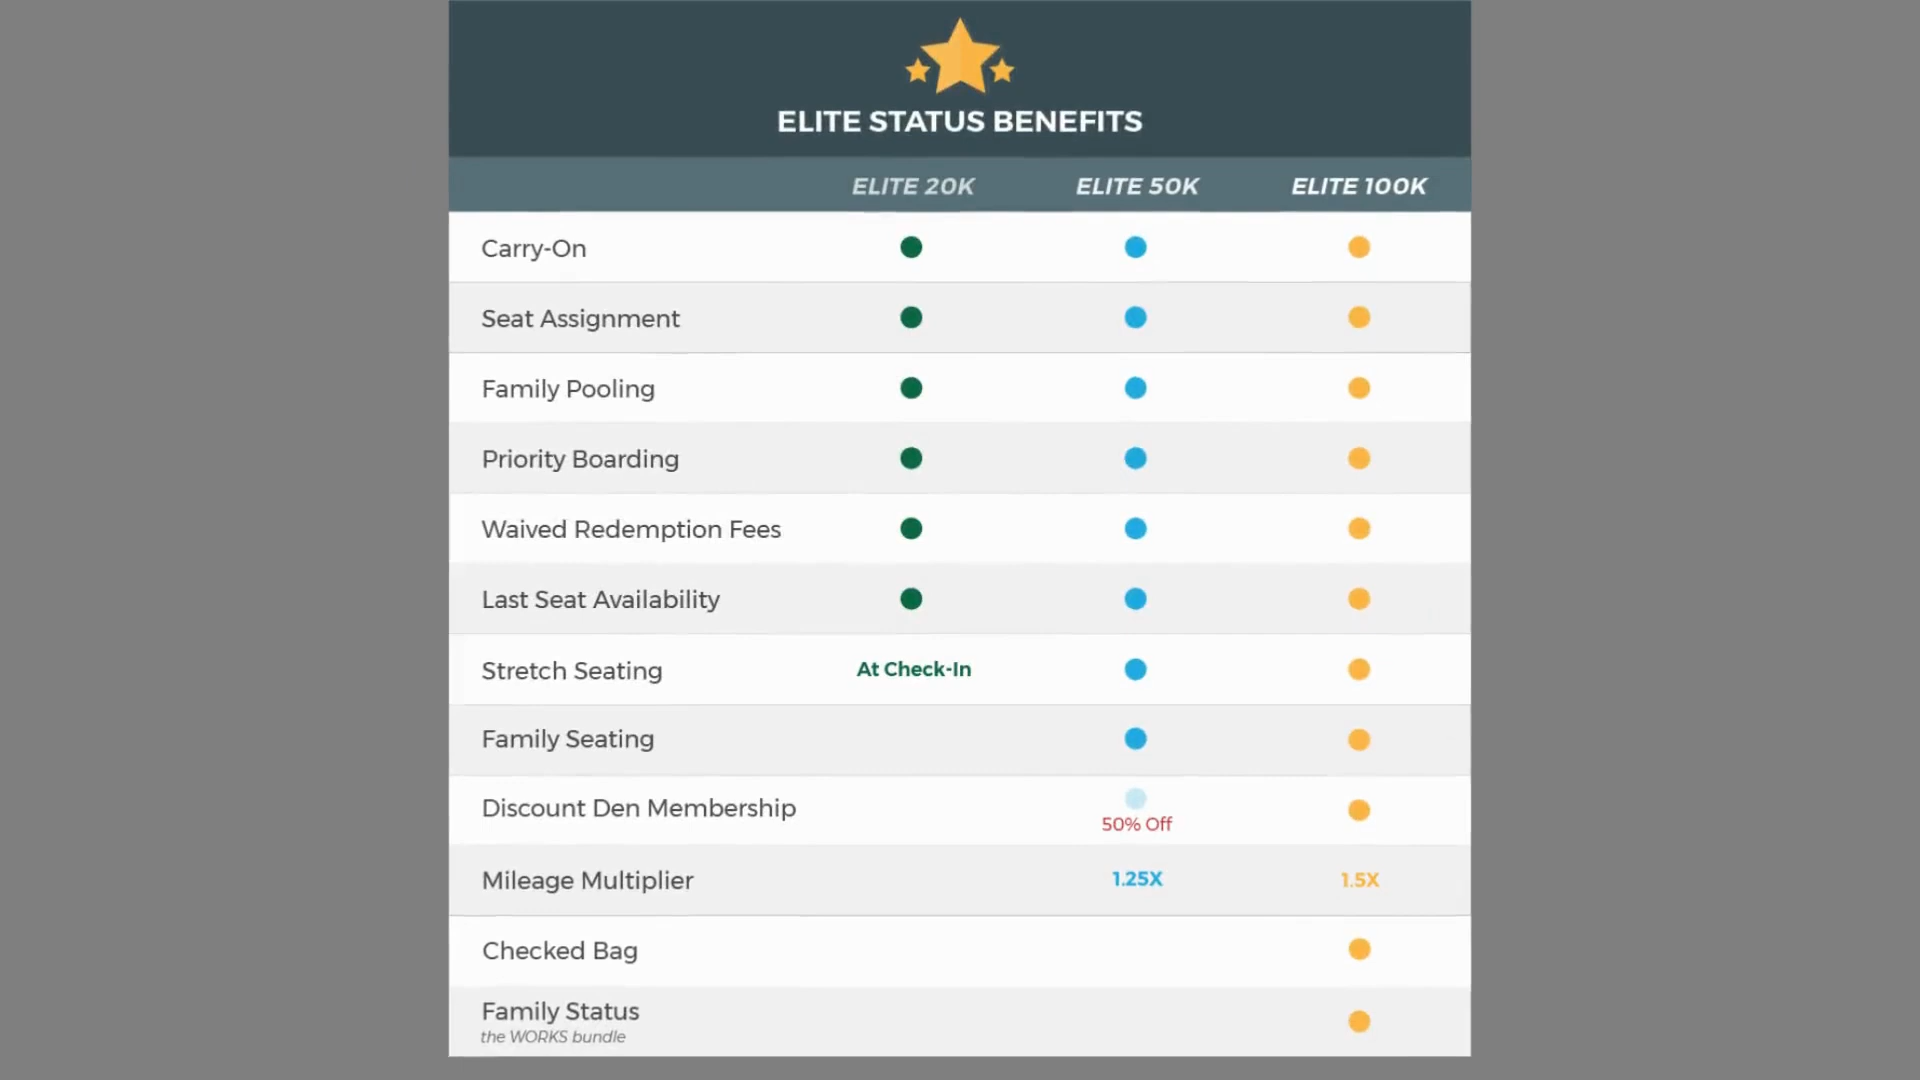 ELITE STATUS BENEFITS
ELITE 20K ELITE 50K ELITE 100K
Carry-On
Seat Assignment
Family Pooling
Priority Boarding
Waived Redemption Fees
Last Seat Availability
Stretch Seating At Check-In
Family Seating
Discount Den Membership 50% Off
Mileage Multiplier 1.25X 1.5X
Checked Bag
Family Status
the WORKS bundle